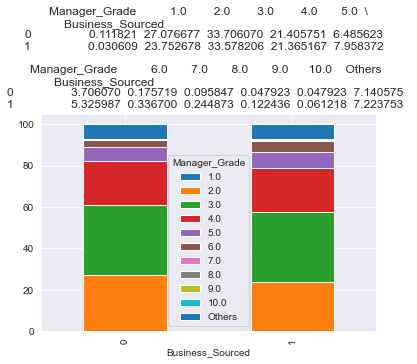 Manager_Grade 1.0 2.0 3.0 4.0 5.0 \
Business_Sourced
0 0.111821 27.076677 33.706070 21.405751 6.485623
1 0.030609 23.752678 33.578206 21.365167 7.958372
Manager_Grade 6.0 7.0 8.0 9.0 10.0 Others
Business_Sourced
0 3.706070 0.175719 0.095847 0.047923 0.047923 7.140575
1 5.325987 0.336700 0.244873 0.122436 0.061218 7.223753
100
80
60
40
20
0
Manager_Grade
1.0
2.0
3.0
4.0
5.0
6.0
7.0
8.0
9.0
10.0
Others
0 1
Business_Sourced